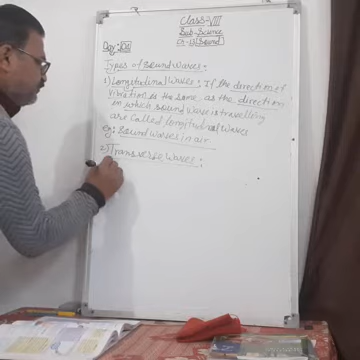 Class-VIII
Sub-Science
Ch-13(Sound)
Day:
Types of Sound Waves:-
1) Longitudinal Waves: If the direction of
vibration is the same as the direction
in which sound wave is travelling
are called longitudinal waves
Eg: Sound waves in air
2) Transverse Waves: